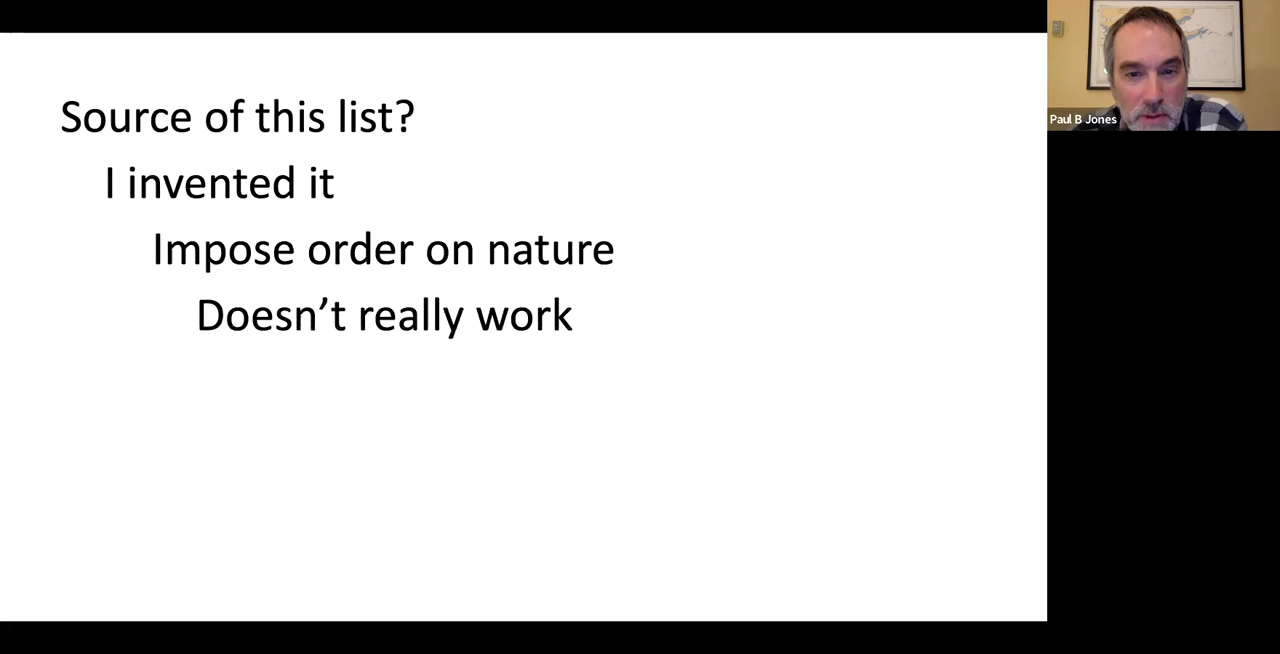 Source of this list?
I invented it
Impose order on nature
Doesn’t really work
Paul B Jones